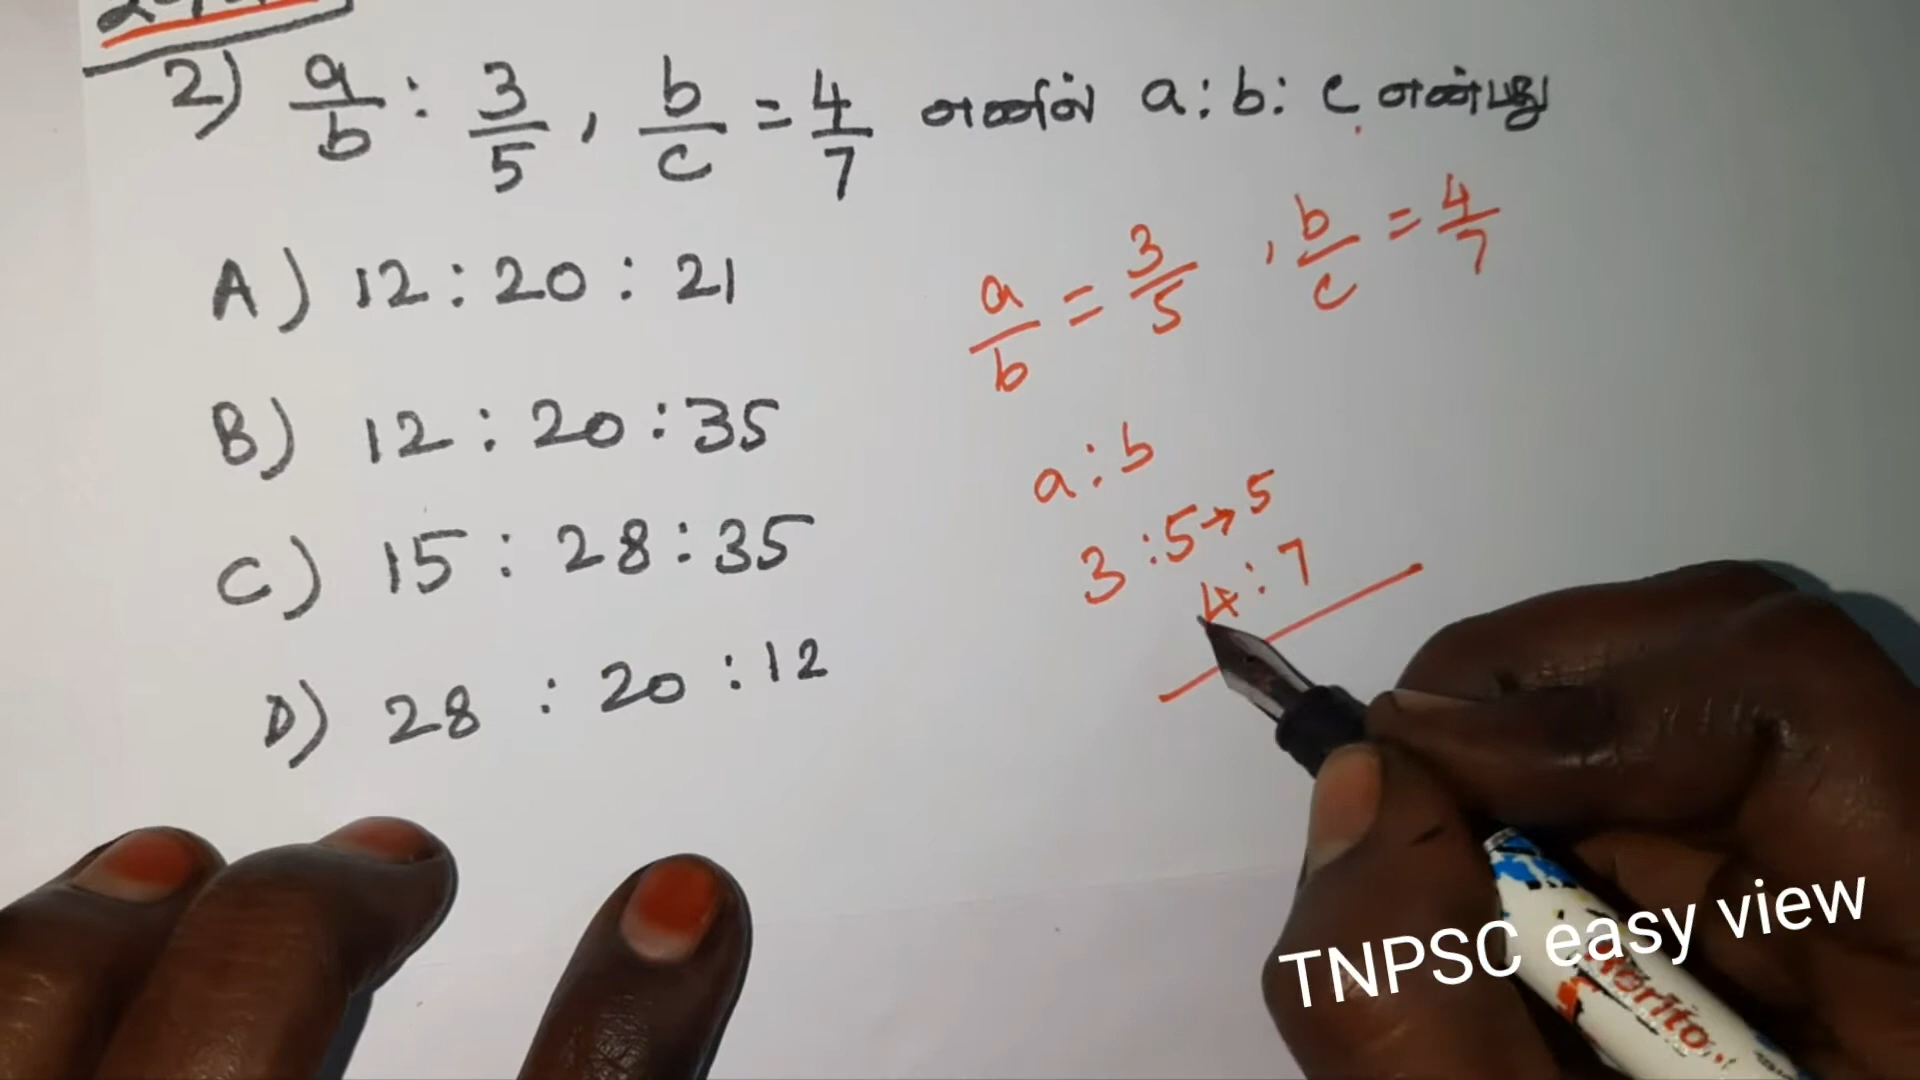 2) a/b : 3/5 , b/c = 4/7 எனில் a : b : c என்பது
A) 12 : 20 : 21
B) 12 : 20 : 35
C) 15 : 28 : 35
D) 28 : 20 : 12
a/b = 3/5 , b/c = 4/7
a : b
3 : 5 → 5
4 : 7
TNPSC easy view